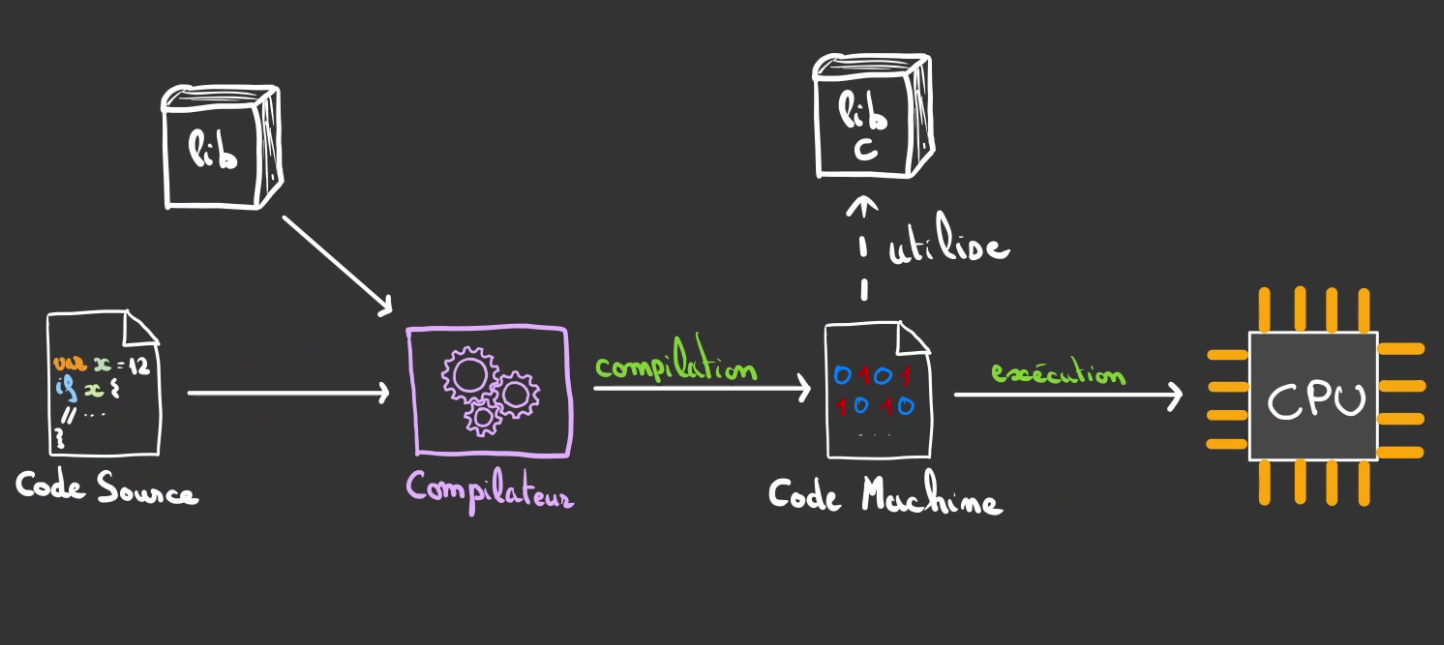 lib
lib
C
utilise
var x = 12
if x {
// ...
}
compilation
0101
1010
...
exécution
CPU
Code Source
Compilateur
Code Machine